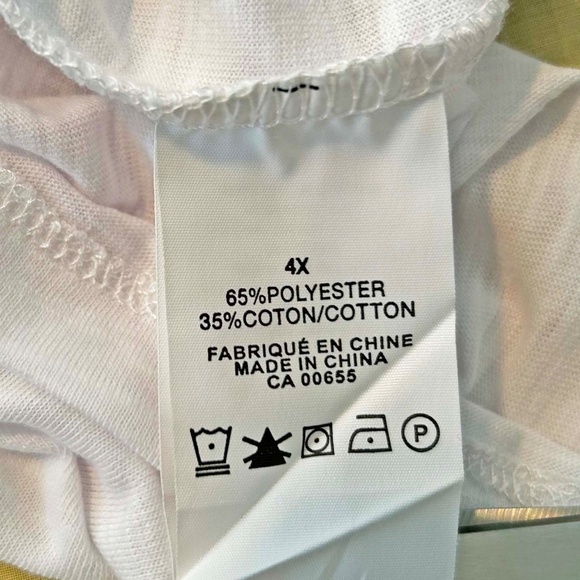 4X
65%POLYESTER
35%COTON/COTTON
FABRIQUÉ EN CHINE
MADE IN CHINA
CA 00655
P